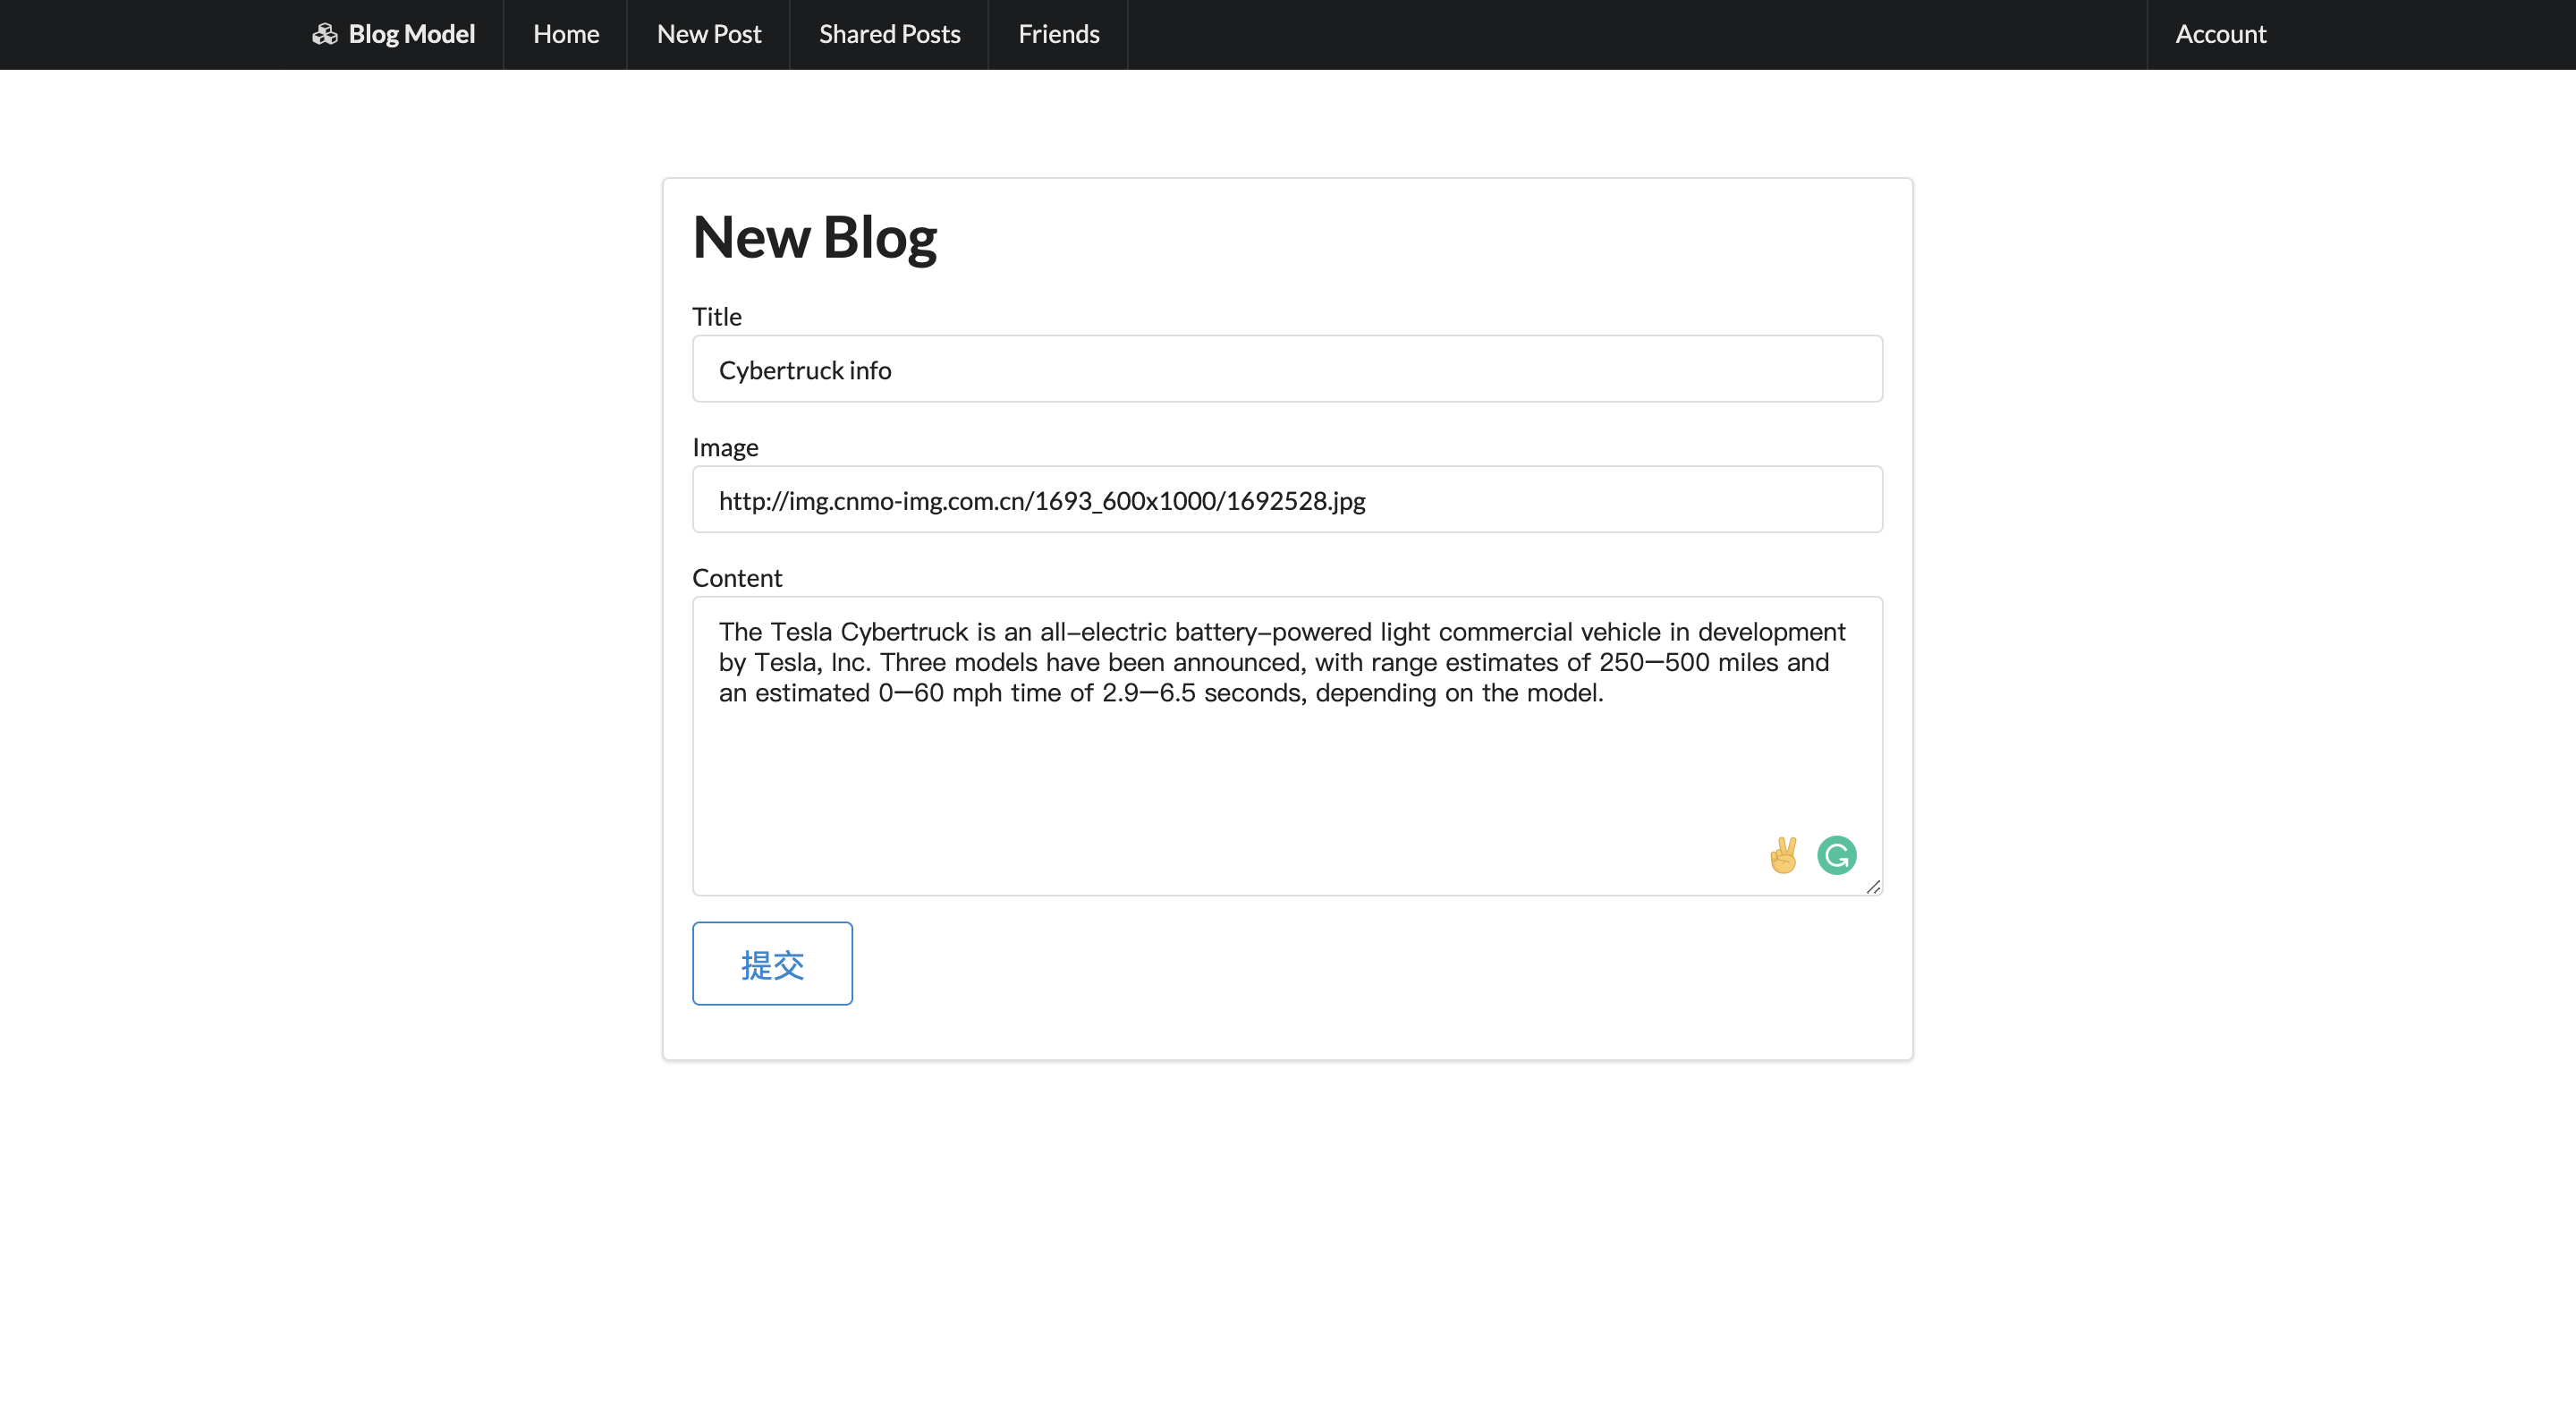 Blog Model Home New Post Shared Posts Friends Account
New Blog
Title
Cybertruck info
Image
http://img.cnmo-img.com.cn/1693_600x1000/1692528.jpg
Content
The Tesla Cybertruck is an all-electric battery-powered light commercial vehicle in development
by Tesla, Inc. Three models have been announced, with range estimates of 250–500 miles and
an estimated 0–60 mph time of 2.9–6.5 seconds, depending on the model.
提交